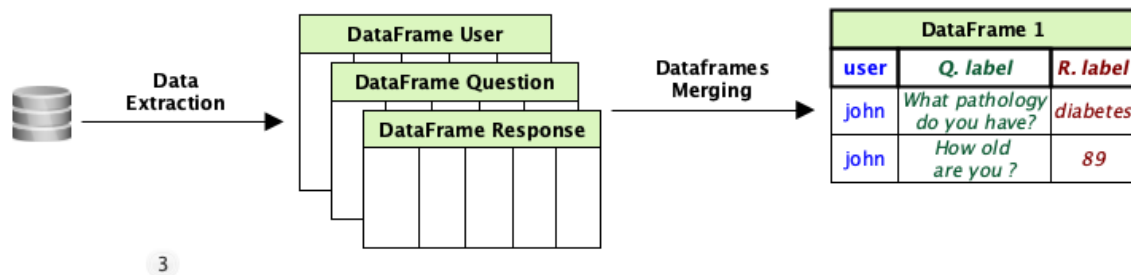 Data
Extraction
DataFrame User
DataFrame Question
DataFrame Response
Dataframes
Merging
DataFrame 1
user Q. label R. label
john What pathology
do you have? diabetes
john How old
are you ? 89
3